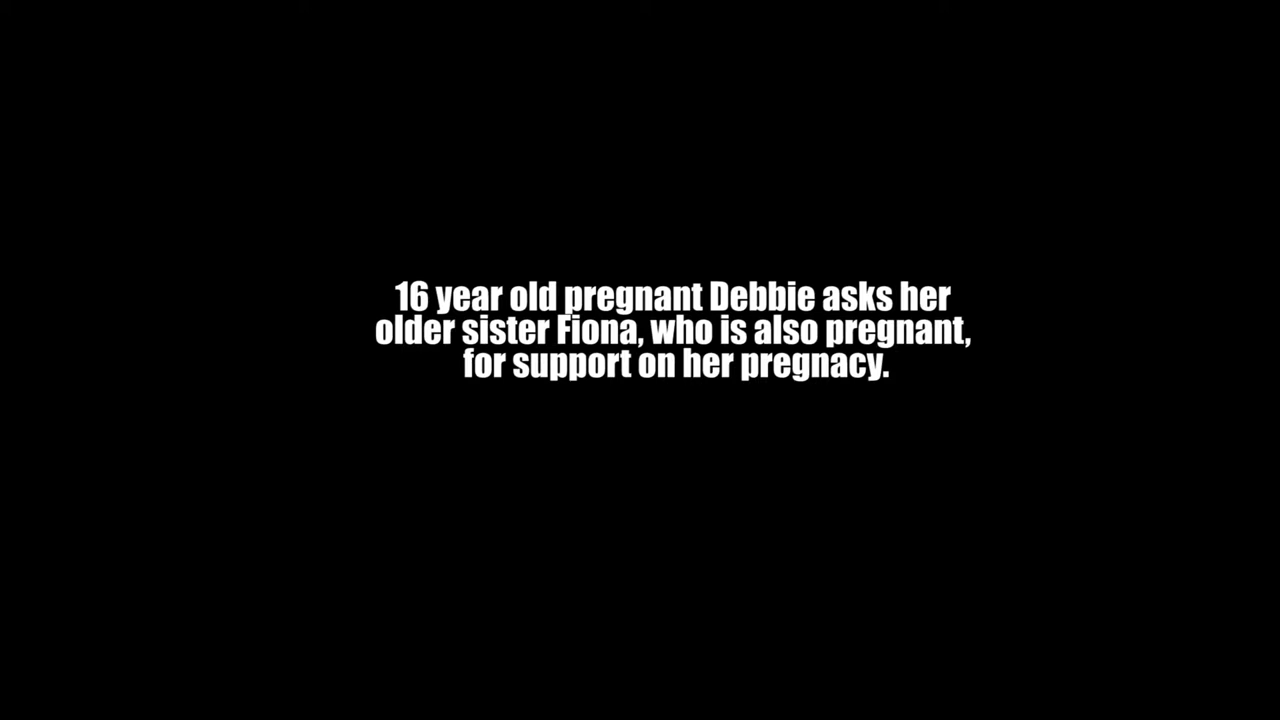 16 year old pregnant Debbie asks her
older sister Fiona, who is also pregnant,
for support on her pregnacy.